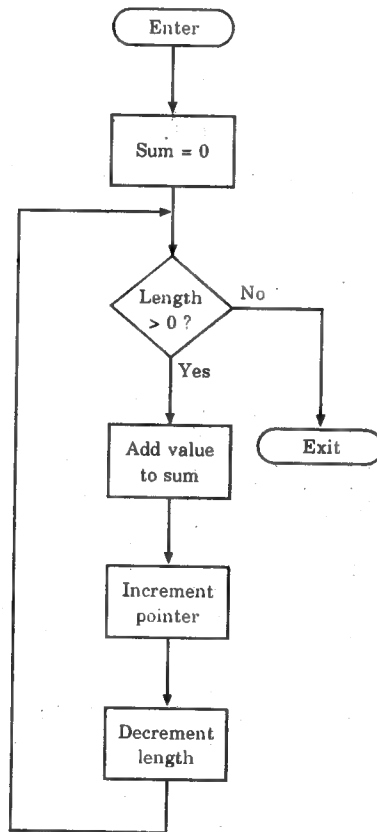 Enter
Sum = 0
Length
> 0 ?
No
Yes
Exit
Add value
to sum
Increment
pointer
Decrement
length